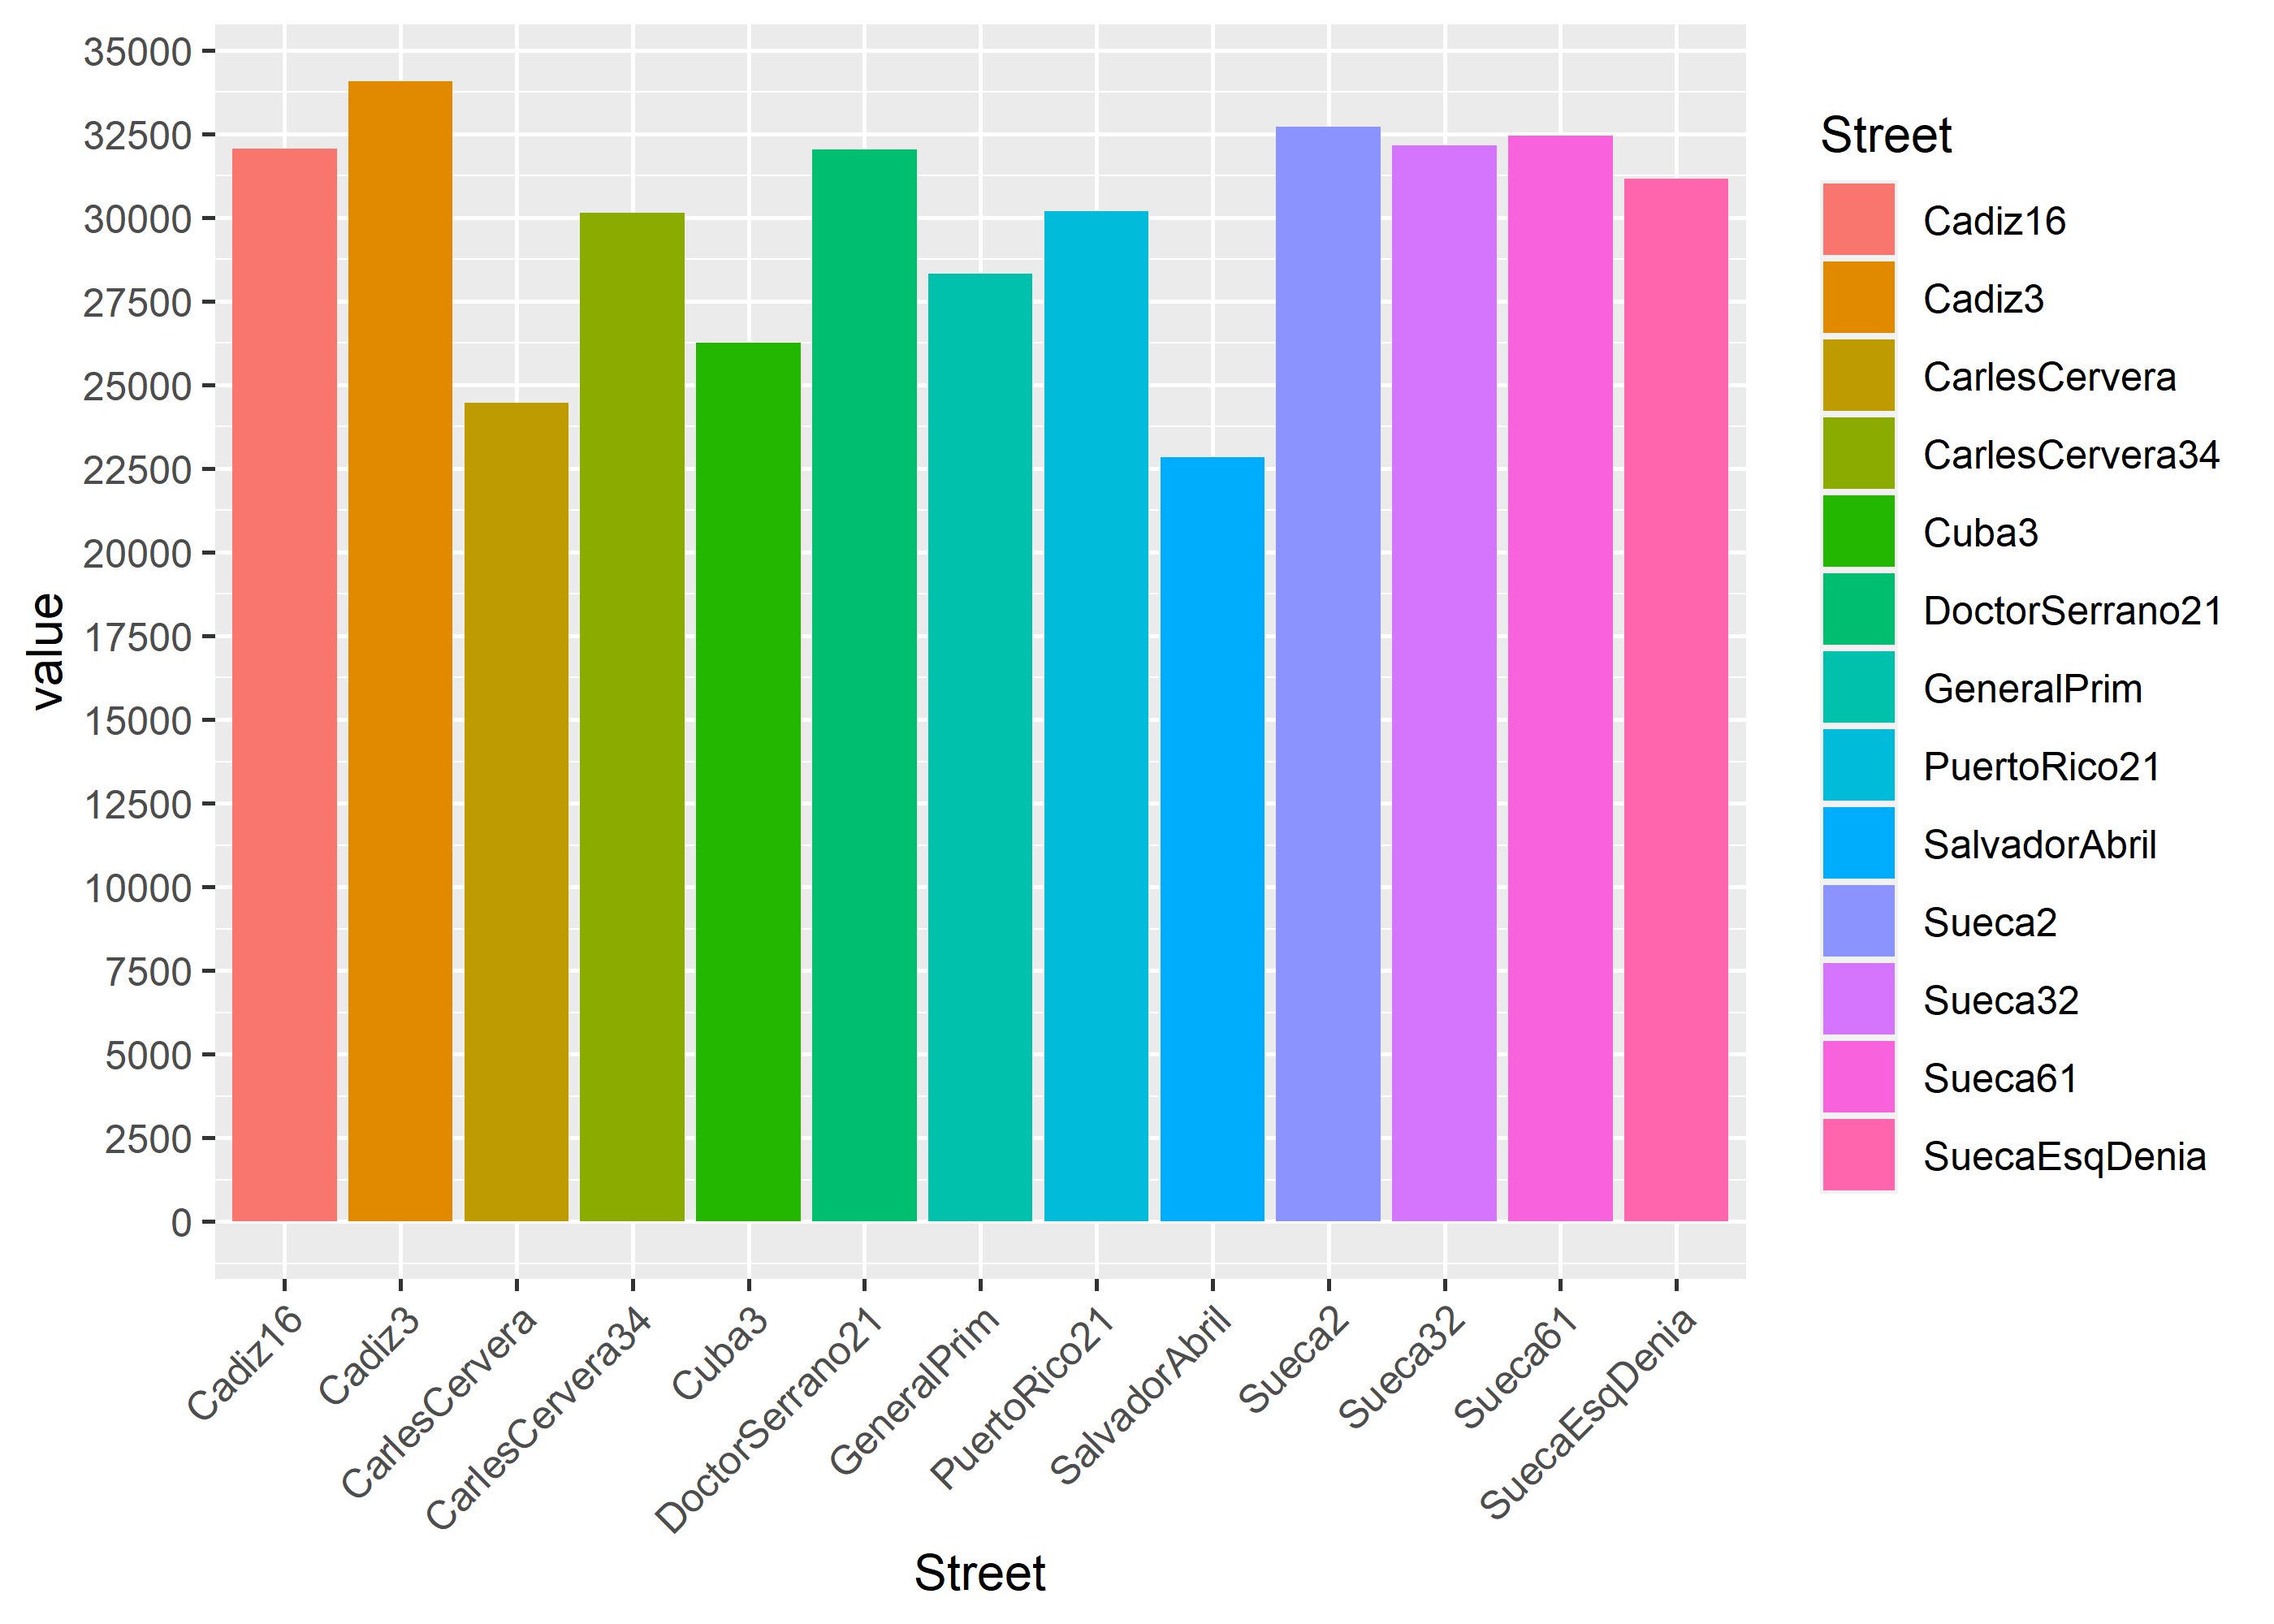 35000
32500
30000
27500
25000
22500
20000
17500
15000
12500
10000
7500
5000
2500
0
value
Cadiz16
Cadiz3
CarlesCervera
CarlesCervera34
Cuba3
DoctorSerrano21
GeneralPrim
PuertoRico21
SalvadorAbril
Sueca2
Sueca32
Sueca61
SuecaEsqDenia
Street
Street
Cadiz16
Cadiz3
CarlesCervera
CarlesCervera34
Cuba3
DoctorSerrano21
GeneralPrim
PuertoRico21
SalvadorAbril
Sueca2
Sueca32
Sueca61
SuecaEsqDenia